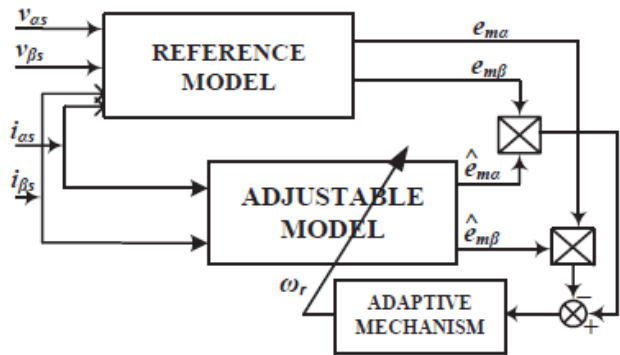 v_αs
v_βs
i_αs
i_βs
REFERENCE
MODEL
e_mα
e_mβ
ADJUSTABLE
MODEL
ê_mα
ê_mβ
ω_r
ADAPTIVE
MECHANISM
−
+